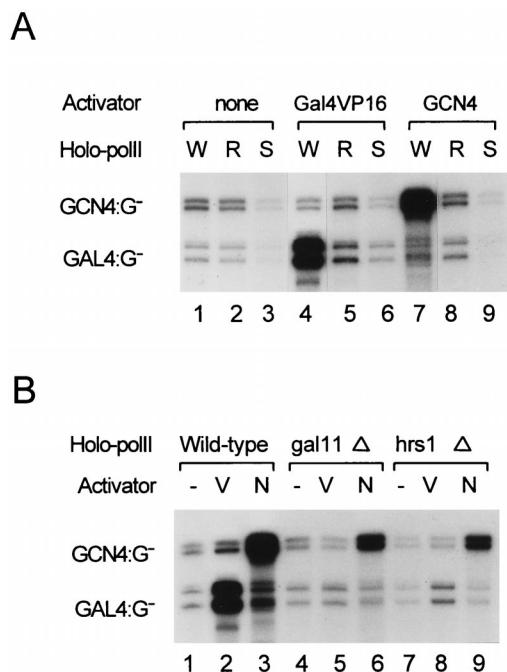 A
Activator none Gal4VP16 GCN4
Holo-polII W R S W R S W R S
GCN4:G-
GAL4:G-
1 2 3 4 5 6 7 8 9
B
Holo-polII Wild-type gal11 Δ hrs1 Δ
Activator - V N - V N - V N
GCN4:G-
GAL4:G-
1 2 3 4 5 6 7 8 9